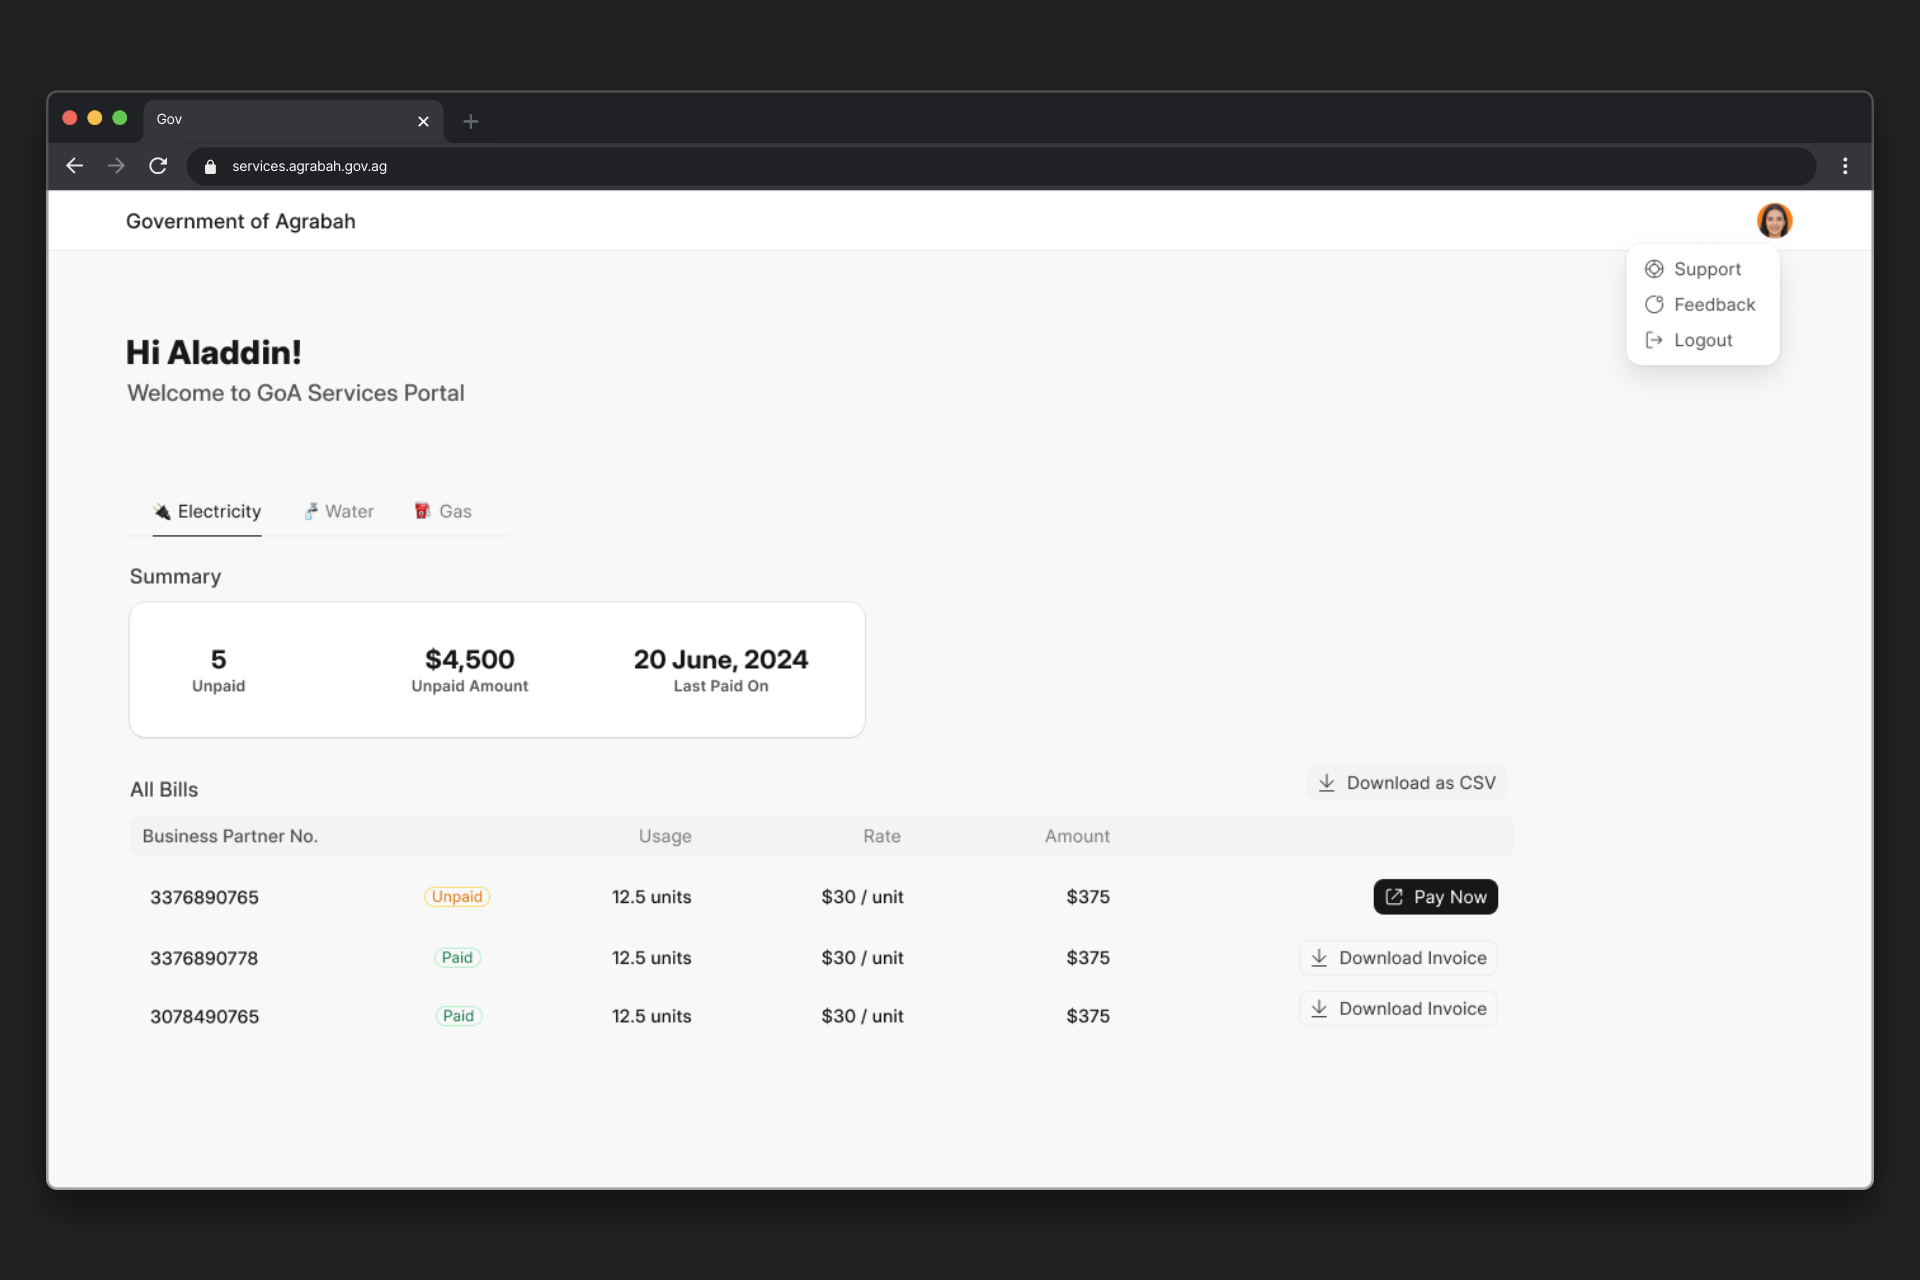 Gov
services.agrabah.gov.ag
Government of Agrabah
Support
Feedback
Logout
Hi Aladdin!
Welcome to GoA Services Portal
Electricity Water Gas
Summary
5 $4,500 20 June, 2024
Unpaid Unpaid Amount Last Paid On
All Bills Download as CSV
Business Partner No. Usage Rate Amount
3376890765 Unpaid 12.5 units $30 / unit $375 Pay Now
3376890778 Paid 12.5 units $30 / unit $375 Download Invoice
3078490765 Paid 12.5 units $30 / unit $375 Download Invoice